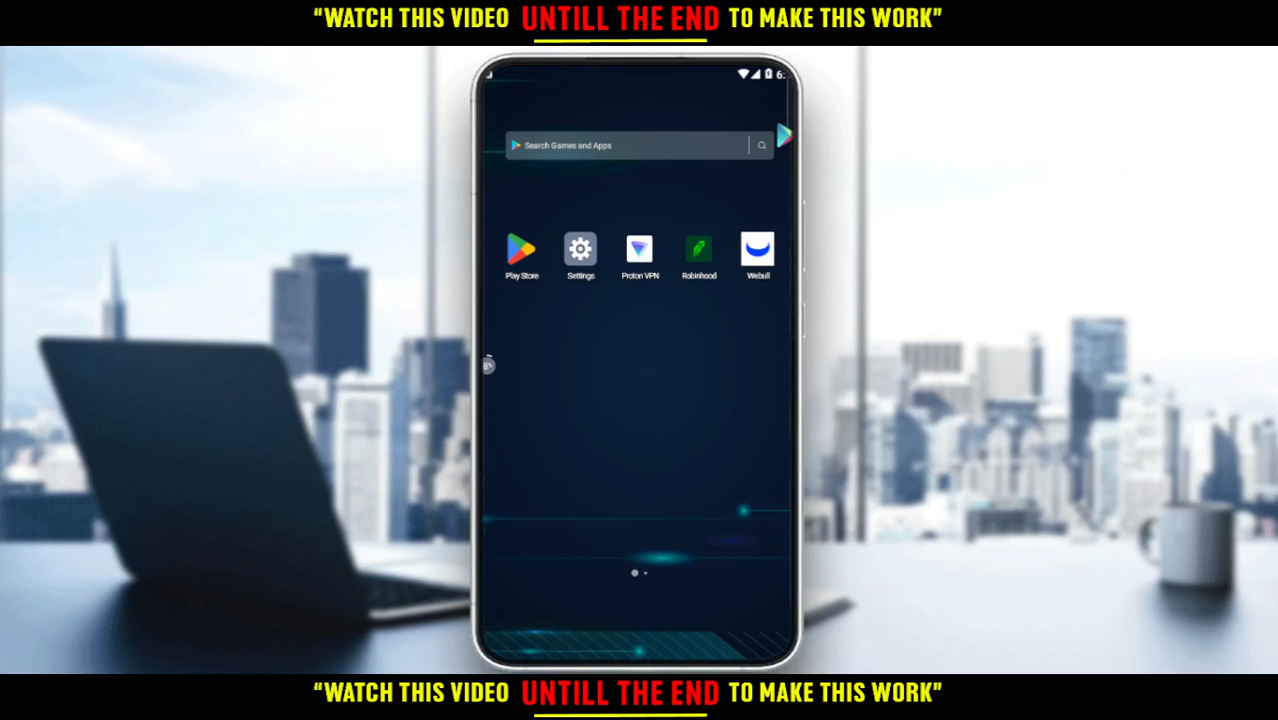 “WATCH THIS VIDEO UNTILL THE END TO MAKE THIS WORK”
6:
Search Games and Apps
Play Store Settings Proton VPN Robinhood Webull
“WATCH THIS VIDEO UNTILL THE END TO MAKE THIS WORK”